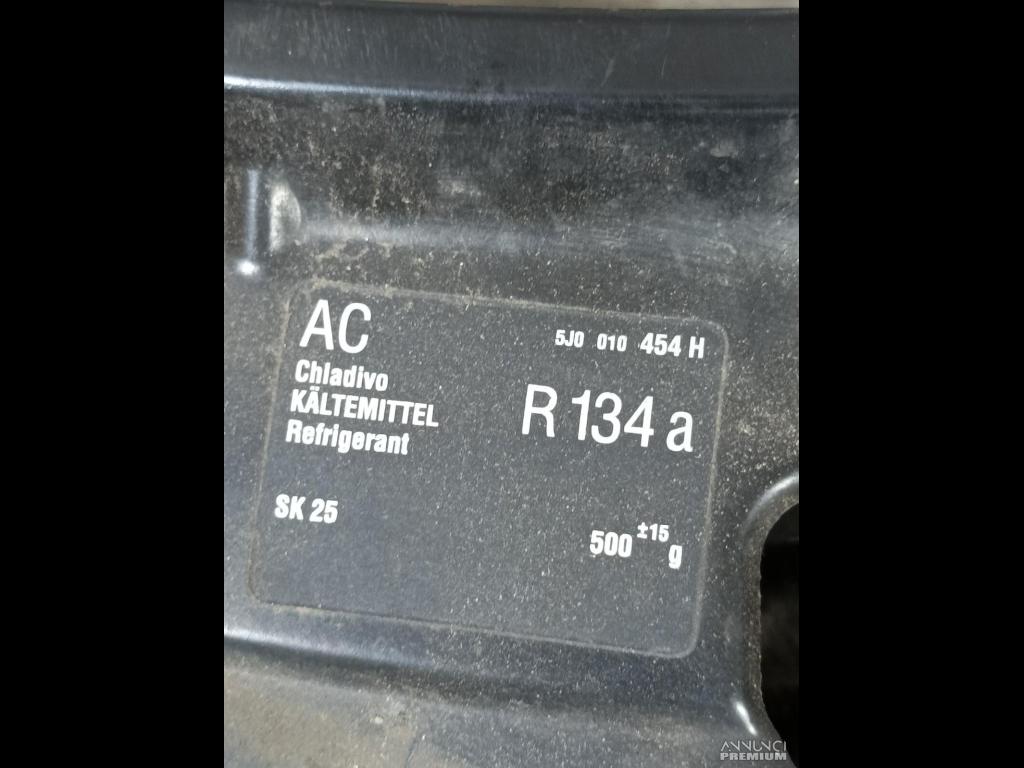 AC
5J0 010 454 H
Chladivo
KÄLTEMITTEL
Refrigerant
R 134 a
SK 25
500 ±15 g
ANNUNCI
PREMIUM